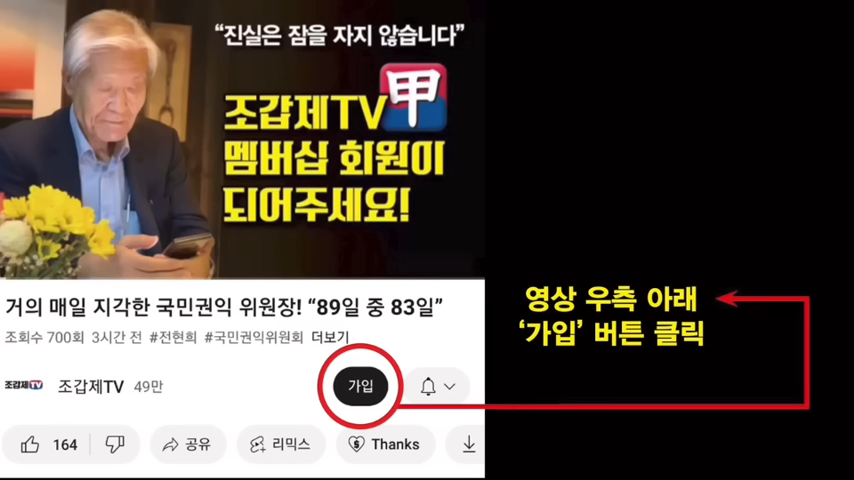 “진실은 잠을 자지 않습니다”
조갑제TV 甲
멤버십 회원이
되어주세요!
거의 매일 지각한 국민권익 위원장! “89일 중 83일”
조회수 700회 3시간 전 #전현희 #국민권익위원회 더보기
조갑제TV 조갑제TV 49만 가입
164 공유 리믹스 Thanks
영상 우측 아래
‘가입’ 버튼 클릭